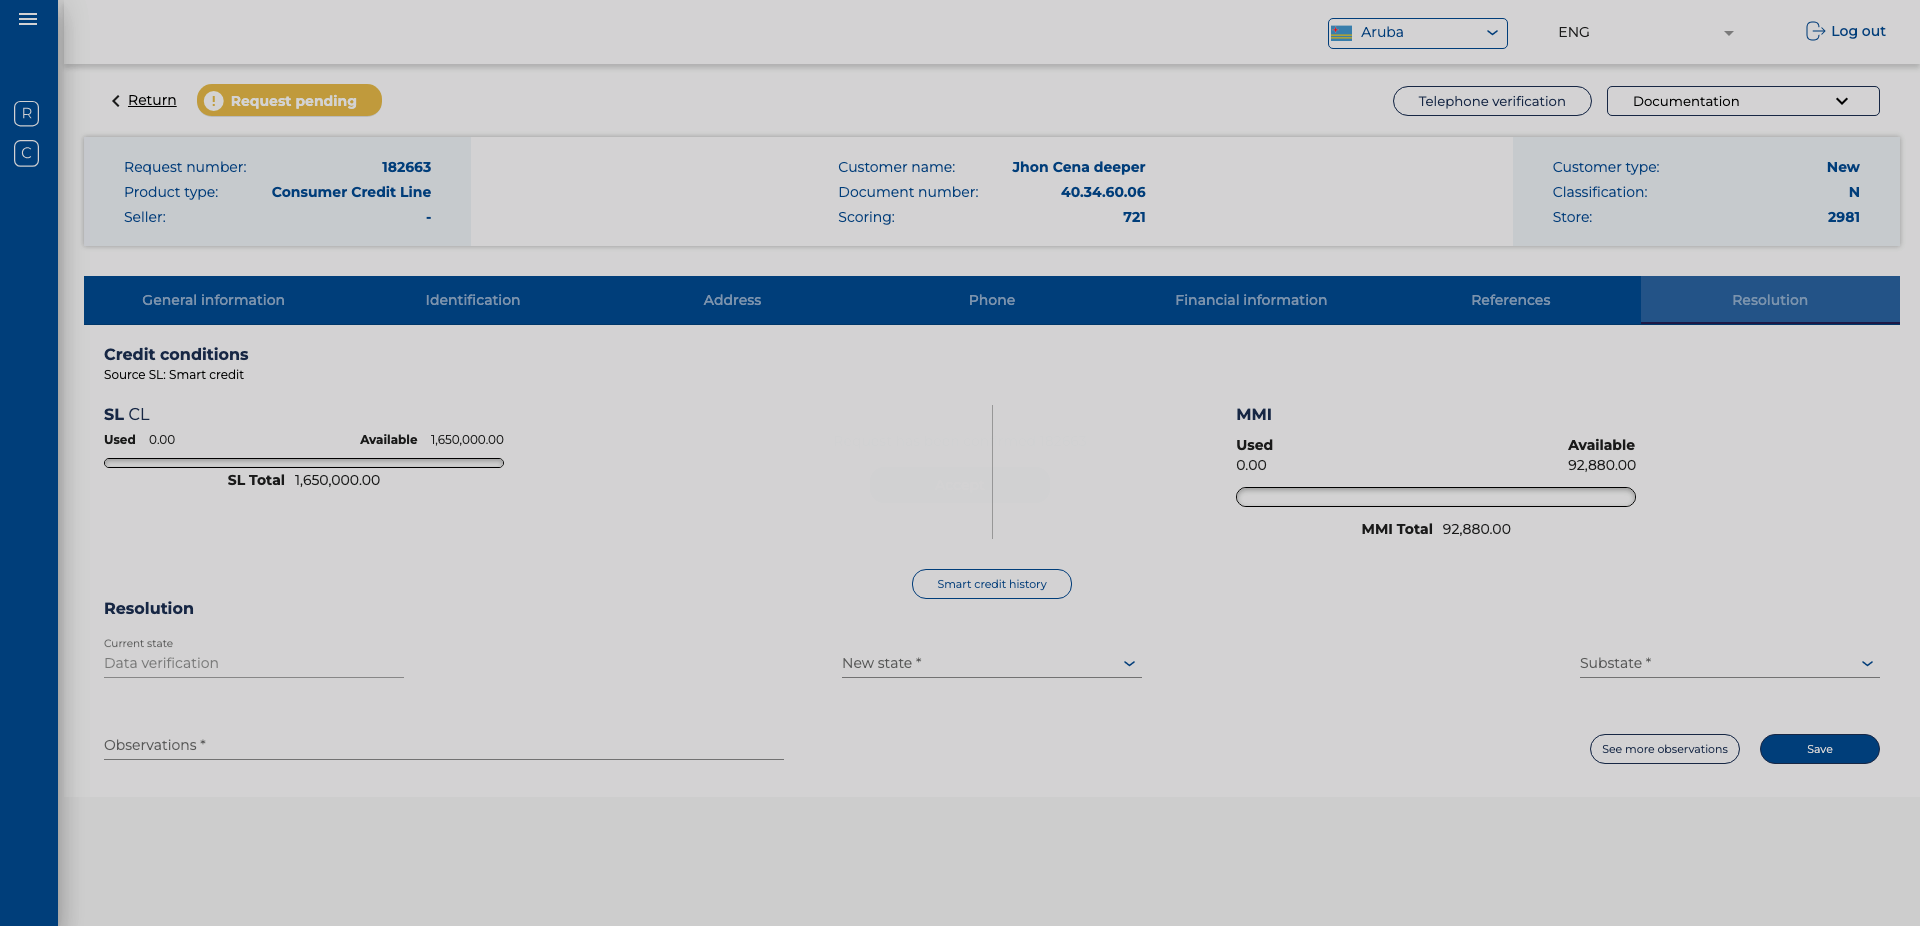 Aruba ENG Log out
R
C
Return ! Request pending Telephone verification Documentation
Request number: 182663
Product type: Consumer Credit Line
Seller: -
Customer name: Jhon Cena deeper
Document number: 40.34.60.06
Scoring: 721
Customer type: New
Classification: N
Store: 2981
General information Identification Address Phone Financial information References Resolution
Credit conditions
Source SL: Smart credit
SL CL
Used 0.00 Available 1,650,000.00
SL Total 1,650,000.00
MMI
Used Available
0.00 92,880.00
MMI Total 92,880.00
Smart credit history
Resolution
Current state
Data verification New state * Substate *
Observations * See more observations Save